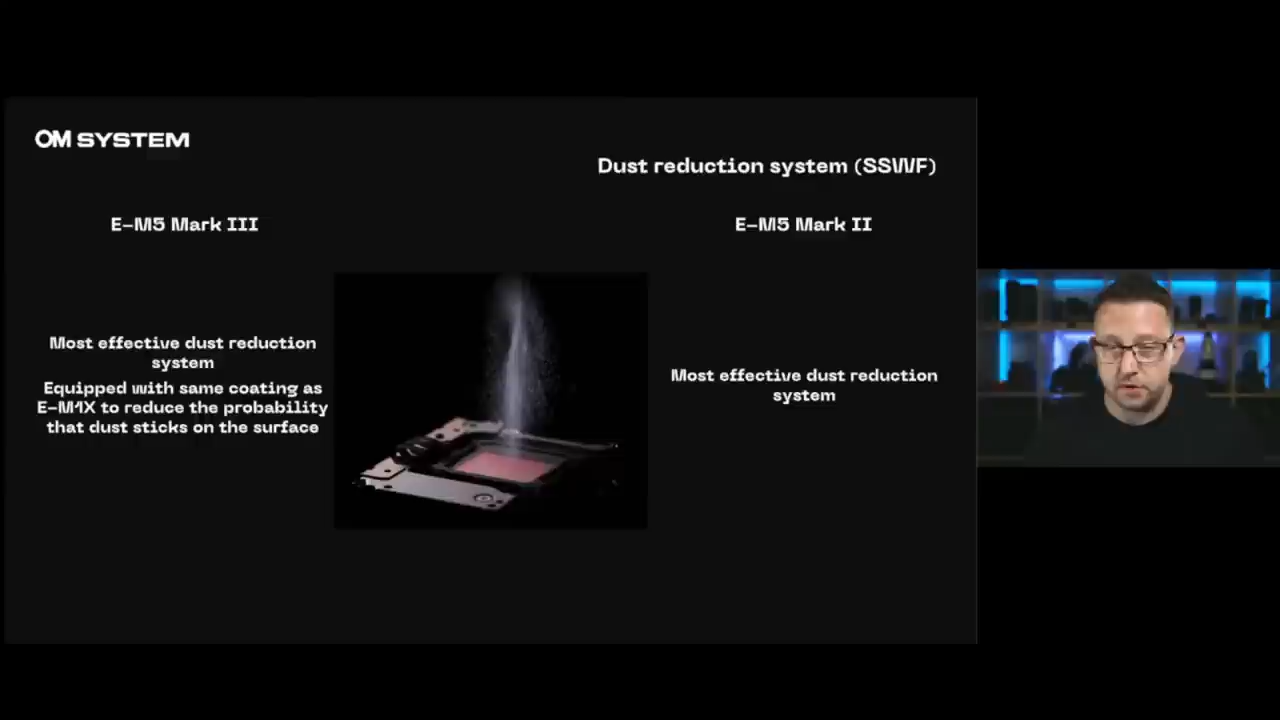 OM SYSTEM
Dust reduction system (SSWF)
E-M5 Mark III
E-M5 Mark II
Most effective dust reduction
system
Equipped with same coating as
E-M1X to reduce the probability
that dust sticks on the surface
Most effective dust reduction
system